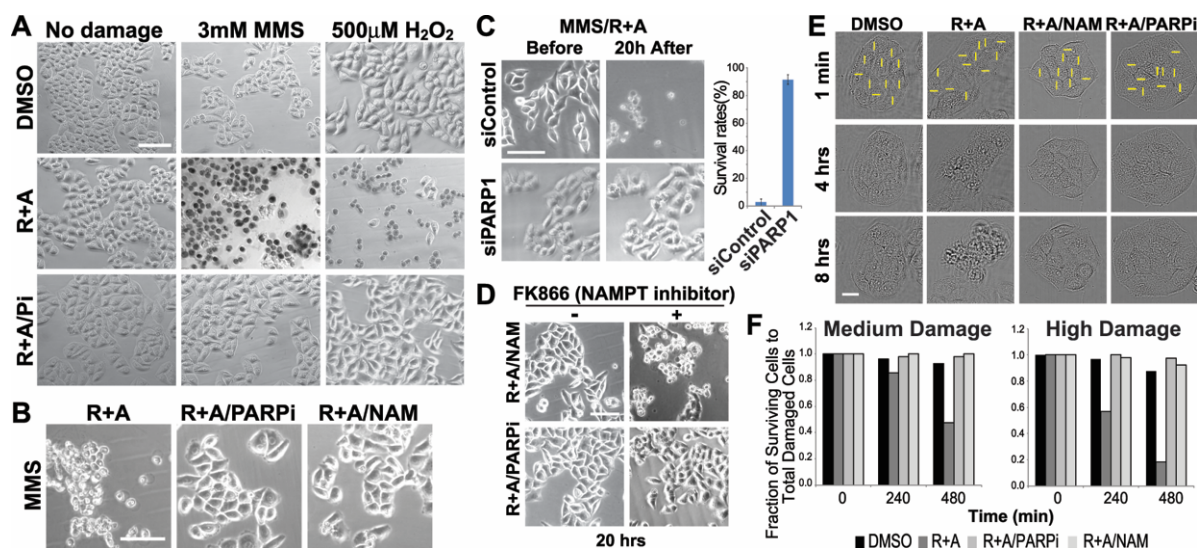 A
No damage
3mM MMS
500μM H₂O₂
DMSO
R+A
R+A/Pi
B
R+A
R+A/PARPi
R+A/NAM
MMS
C
MMS/R+A
Before
20h After
siControl
siPARP1
Survival rates(%)
100
80
60
40
20
0
siControl
siPARP1
D
FK866 (NAMPT inhibitor)
- +
R+A/NAM
R+A/PARPi
20 hrs
E
DMSO
R+A
R+A/NAM
R+A/PARPi
1 min
4 hrs
8 hrs
F
Medium Damage
High Damage
Fraction of Surviving Cells to
Total Damaged Cells
1.2
1.0
0.8
0.6
0.4
0.2
0.0
0 240 480
1.2
1.0
0.8
0.6
0.4
1.2
0.0
0 240 480
Time (min)
DMSO R+A R+A/PARPi R+A/NAM